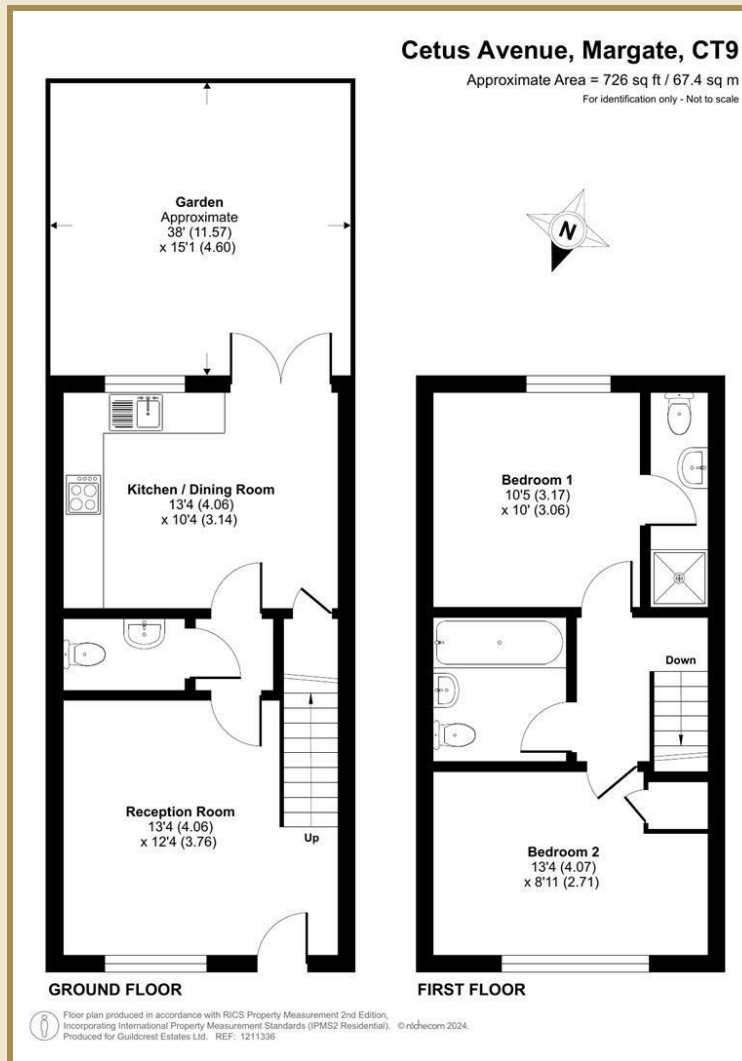 Cetus Avenue, Margate, CT9
Approximate Area = 726 sq ft / 67.4 sq m
For identification only - Not to scale
Garden
Approximate
38' (11.57)
x 15'1 (4.60)
N
Kitchen / Dining Room
13'4 (4.06)
x 10'4 (3.14)
Reception Room
13'4 (4.06)
x 12'4 (3.76)
Up
GROUND FLOOR
Bedroom 1
10'5 (3.17)
x 10' (3.06)
Down
Bedroom 2
13'4 (4.07)
x 8'11 (2.71)
FIRST FLOOR
Floor plan produced in accordance with RICS Property Measurement 2nd Edition,
Incorporating International Property Measurement Standards (IPMS2 Residential). © nichecom 2024.
Produced for Guildcrest Estates Ltd. REF: 1211336